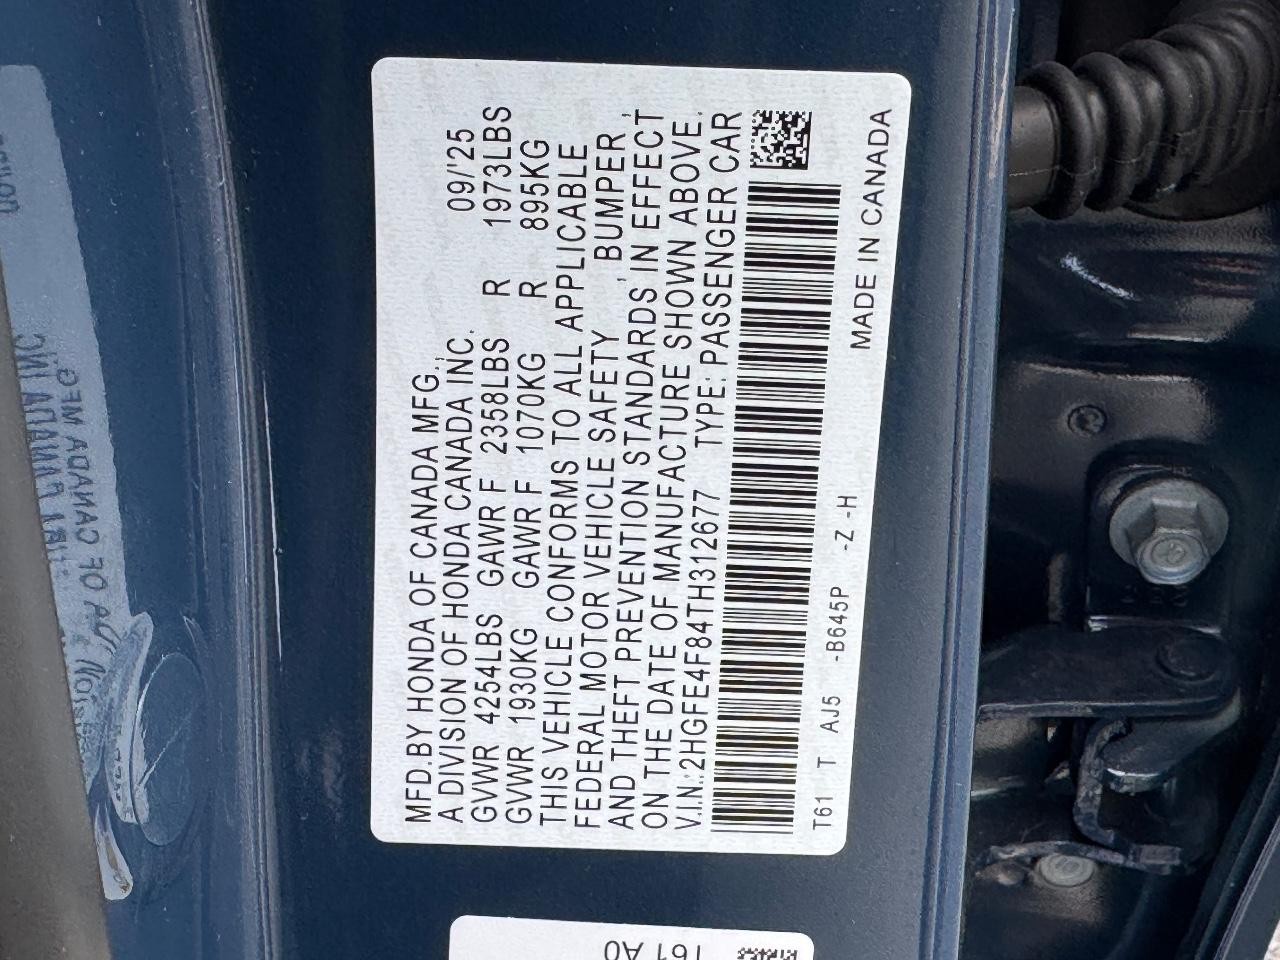 MFD.BY HONDA OF CANADA MFG.,
A DIVISION OF HONDA CANADA INC. 09/'25
GVWR 4254LBS GAWR F 2358LBS R 1973LBS
GVWR 1930KG GAWR F 1070KG R 895KG
THIS VEHICLE CONFORMS TO ALL APPLICABLE
FEDERAL MOTOR VEHICLE SAFETY, BUMPER,
AND THEFT PREVENTION STANDARDS, IN EFFECT
ON THE DATE OF MANUFACTURE SHOWN ABOVE.
V.I.N.:2HGFE4F84TH312677 TYPE: PASSENGER CAR
T61 T AJ5 -B645P -Z -H MADE IN CANADA
T61 A0